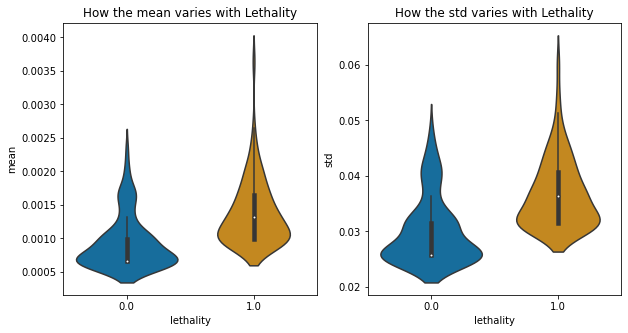 How the mean varies with Lethality
How the std varies with Lethality
0.0040
0.0035
0.0030
0.0025
0.0020
0.0015
0.0010
0.0005
mean
0.0
1.0
lethality
0.06
0.05
0.04
0.03
0.02
std
0.0
1.0
lethality